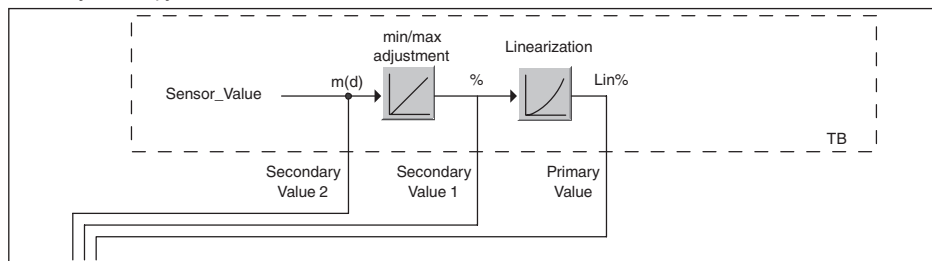 min/max
adjustment
Linearization
Sensor_Value
m(d)
%
Lin%
TB
Secondary
Value 2
Secondary
Value 1
Primary
Value